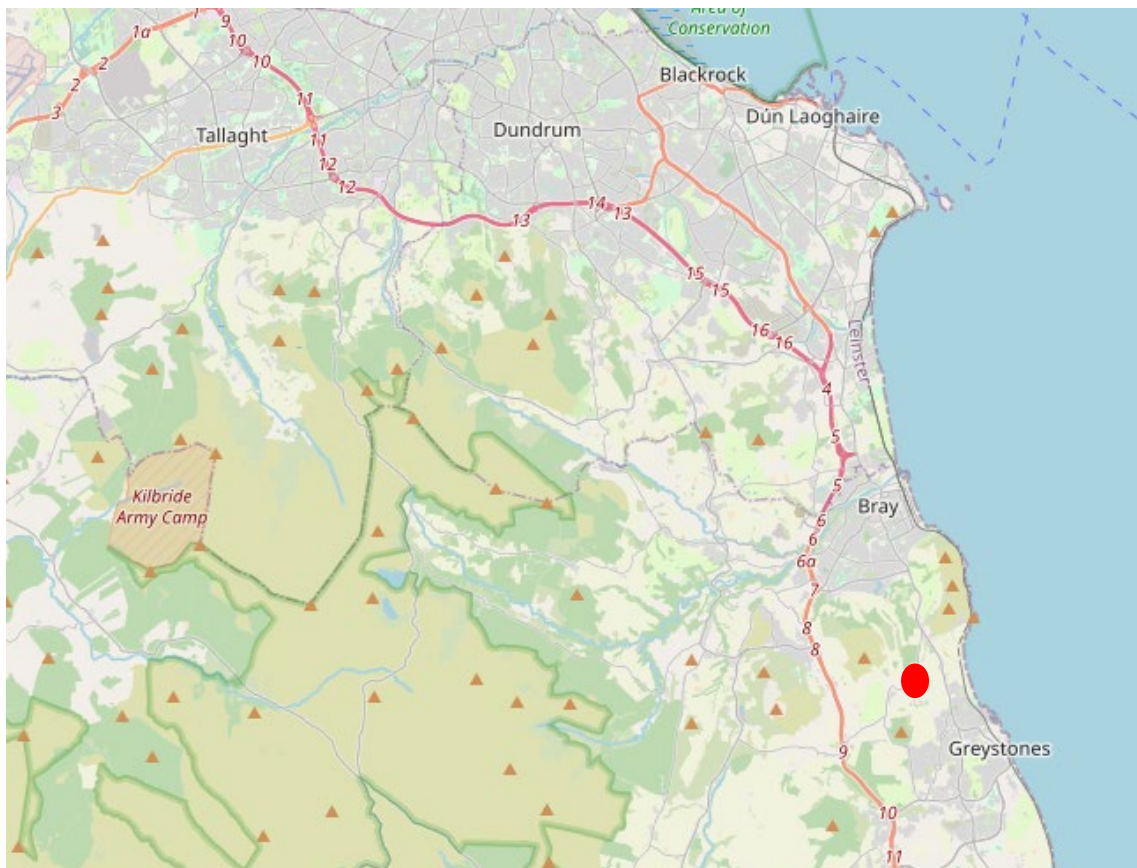 Area of
Conservation
1
9
1a
10
2
10
Blackrock
2
11
3
Dún Laoghaire
Tallaght
Dundrum
11
12
12
14
13
13
15
15
16
16
Leinster
4
5
Kilbride
Army Camp
5
Bray
6
6
6a
7
8
8
9
Greystones
10
11